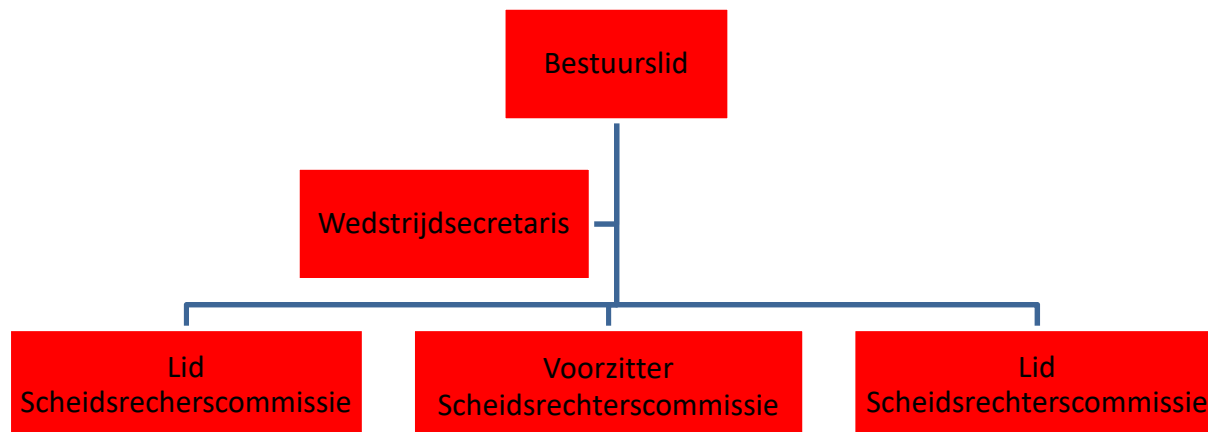 Bestuurslid
Wedstrijdsecretaris
Lid
Scheidsrecherscommissie
Voorzitter
Scheidsrechterscommissie
Lid
Scheidsrechterscommissie